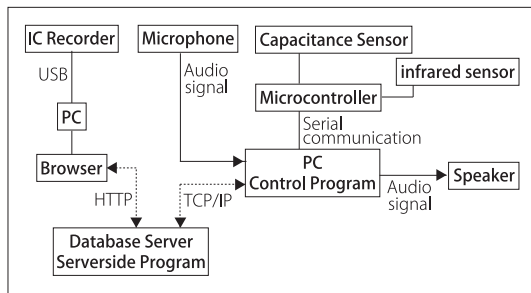 IC Recorder
Microphone
Capacitance Sensor
USB
Audio
signal
infrared sensor
Microcontroller
PC
Serial
communication
Browser
PC
Control Program
Speaker
HTTP
TCP/IP
Audio
signal
Database Server
Serverside Program